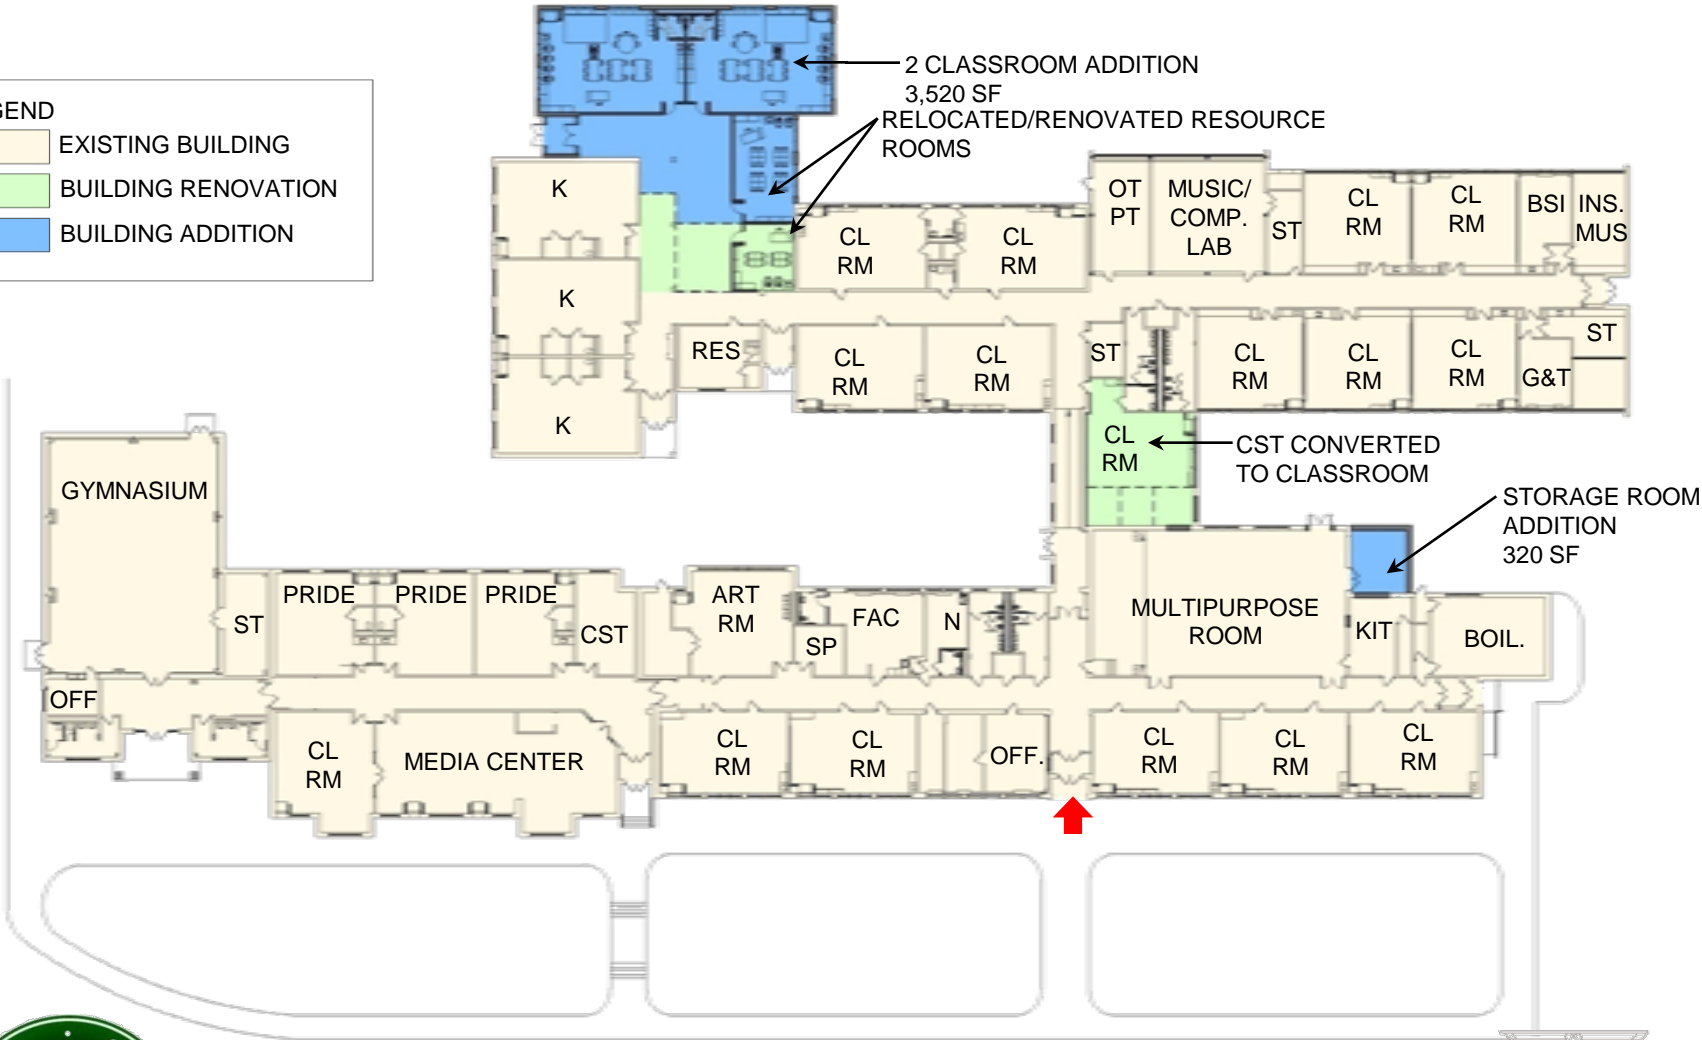 GEND
EXISTING BUILDING
BUILDING RENOVATION
BUILDING ADDITION
2 CLASSROOM ADDITION
3,520 SF
RELOCATED/RENOVATED RESOURCE
ROOMS
K
K
K
CL
RM
CL
RM
OT
PT
MUSIC/
COMP.
LAB
ST
CL
RM
CL
RM
BSI
INS.
MUS
RES
CL
RM
CL
RM
ST
CL
RM
CL
RM
CL
RM
G&T
ST
CL
RM
CST CONVERTED
TO CLASSROOM
STORAGE ROOM
ADDITION
320 SF
GYMNASIUM
ST
PRIDE
PRIDE
PRIDE
CST
ART
RM
SP
FAC
N
MULTIPURPOSE
ROOM
KIT
BOIL.
OFF
CL
RM
MEDIA CENTER
CL
RM
CL
RM
OFF.
CL
RM
CL
RM
CL
RM